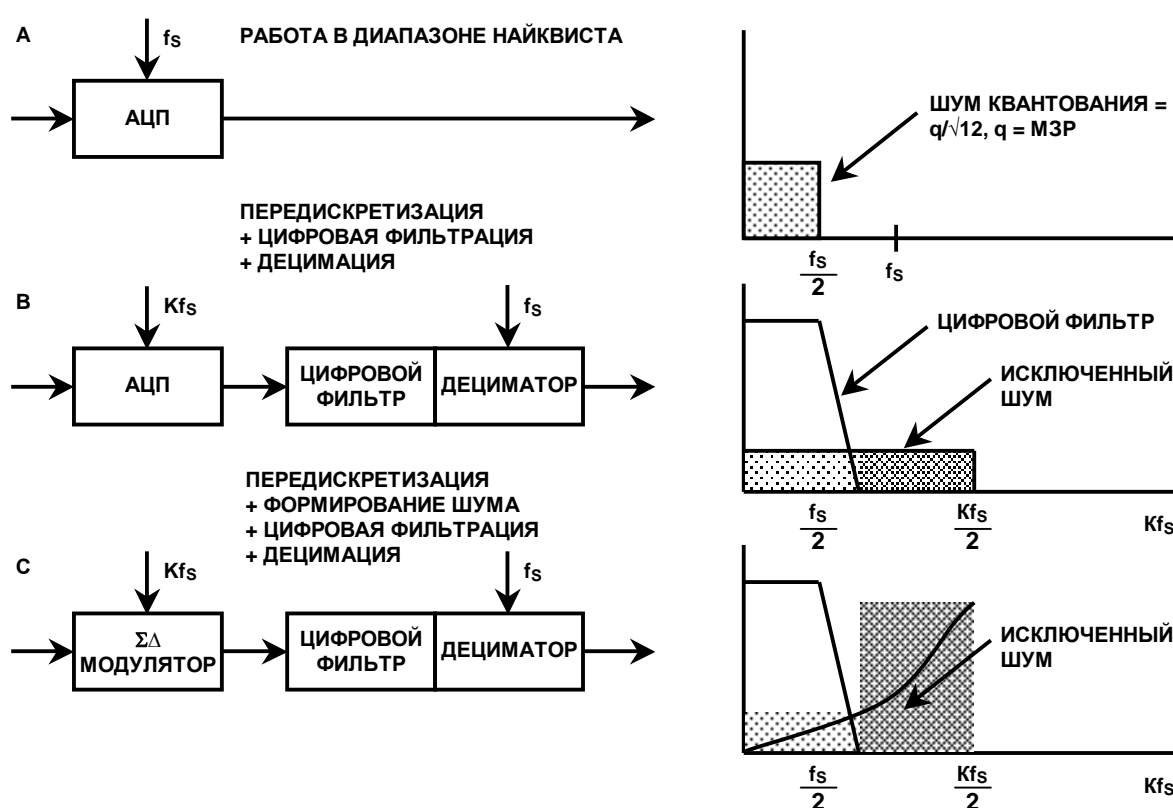 A
fS
РАБОТА В ДИАПАЗОНЕ НАЙКВИСТА
АЦП
ШУМ КВАНТОВАНИЯ =
q/√12, q = МЗР
fS
2
fS
ПЕРЕДИСКРЕТИЗАЦИЯ
+ ЦИФРОВАЯ ФИЛЬТРАЦИЯ
+ ДЕЦИМАЦИЯ
B
KfS
fS
АЦП
ЦИФРОВОЙ
ФИЛЬТР
ДЕЦИМАТОР
ЦИФРОВОЙ ФИЛЬТР
ИСКЛЮЧЕННЫЙ
ШУМ
fS
2
KfS
2
KfS
ПЕРЕДИСКРЕТИЗАЦИЯ
+ ФОРМИРОВАНИЕ ШУМА
+ ЦИФРОВАЯ ФИЛЬТРАЦИЯ
+ ДЕЦИМАЦИЯ
C
KfS
fS
ΣΔ
МОДУЛЯТОР
ЦИФРОВОЙ
ФИЛЬТР
ДЕЦИМАТОР
ИСКЛЮЧЕННЫЙ
ШУМ
fS
2
KfS
2
KfS